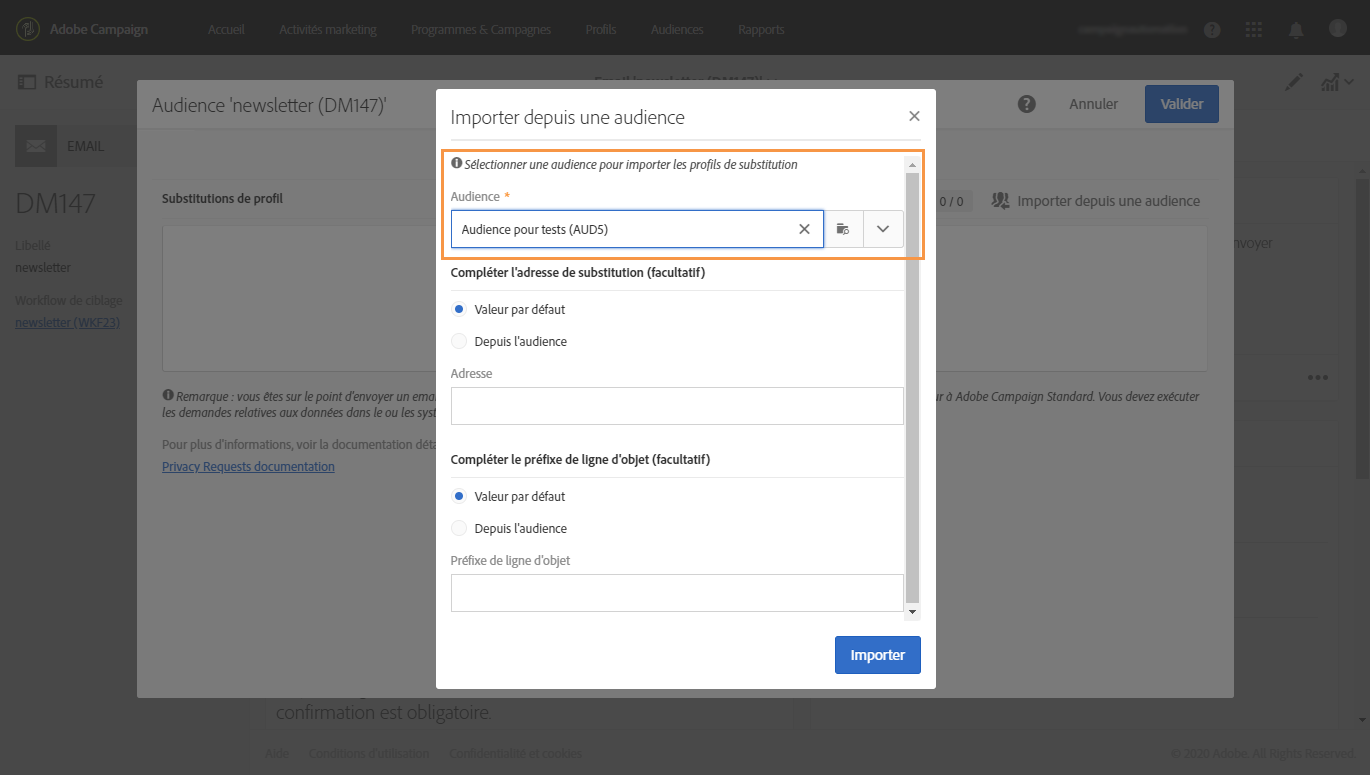 Adobe Campaign
Accueil
Activités marketing
Programmes & Campagnes
Profils
Audiences
Rapports
Résumé
EMAIL
DM147
Libellé
newsletter
Workflow de ciblage
newsletter (WKF23)
Audience 'newsletter (DM147)'
Annuler
Valider
Substitutions de profil
0 / 0
Importer depuis une audience
nvoyer
Remarque : vous êtes sur le point d'envoyer un ema
ur à Adobe Campaign Standard. Vous devez exécuter
les demandes relatives aux données dans le ou les syst
Pour plus d'informations, voir la documentation déta
Privacy Requests documentation
Importer depuis une audience
Sélectionner une audience pour importer les profils de substitution
Audience *
Audience pour tests (AUD5)
Compléter l'adresse de substitution (facultatif)
Valeur par défaut
Depuis l'audience
Adresse
Compléter le préfixe de ligne d'objet (facultatif)
Valeur par défaut
Depuis l'audience
Préfixe de ligne d'objet
Importer
confirmation est obligatoire.
Aide
Conditions d'utilisation
Confidentialité et cookies
© 2020 Adobe. All Rights Reserved.